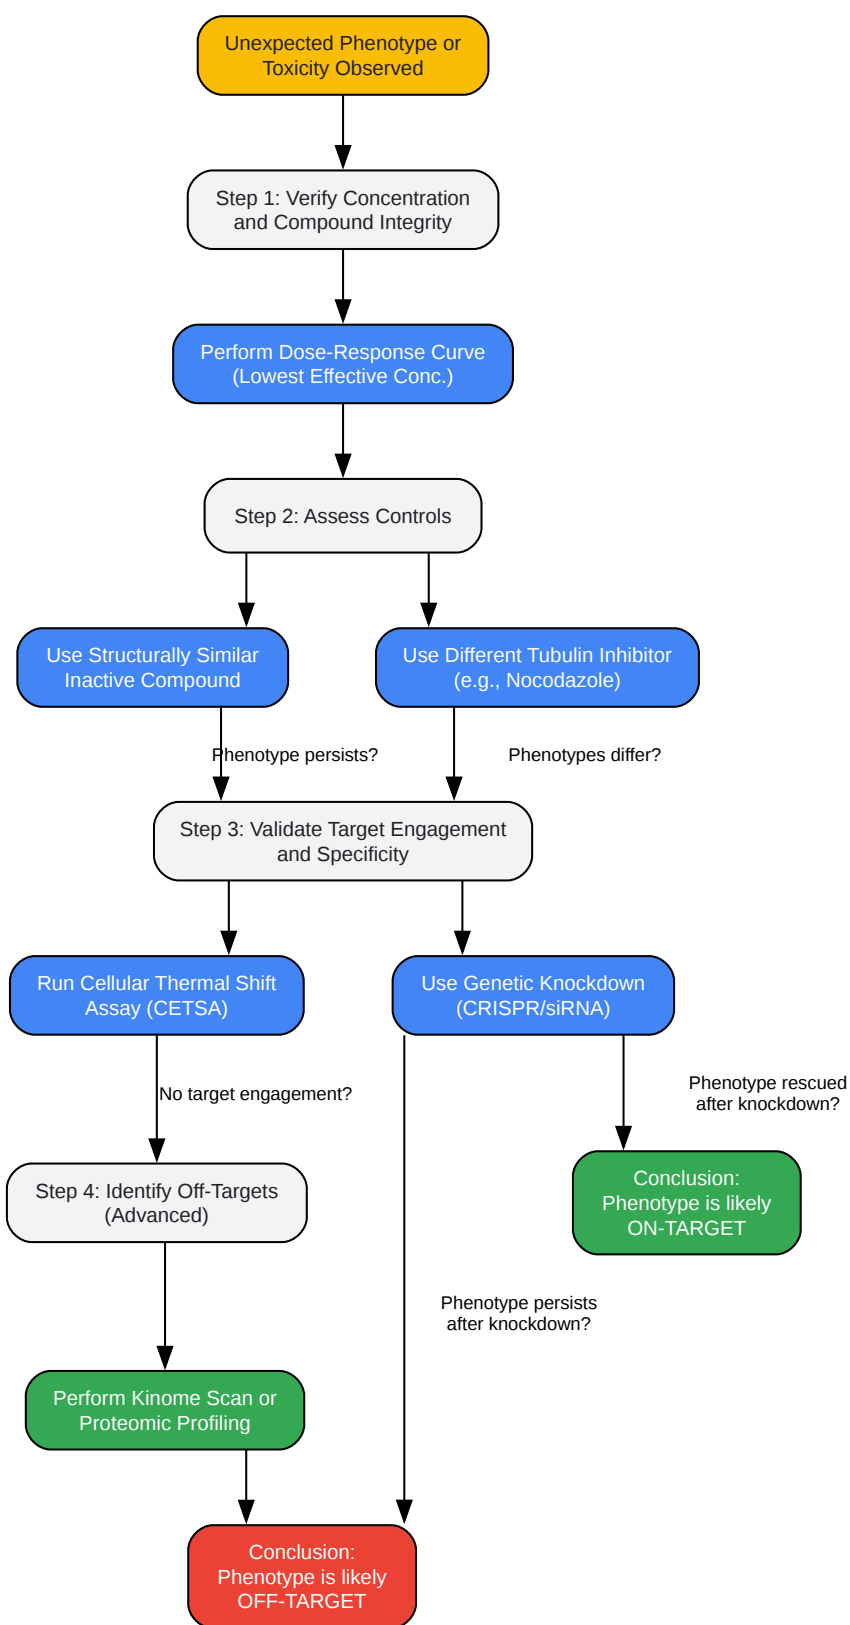 Unexpected Phenotype or
Toxicity Observed
Step 1: Verify Concentration
and Compound Integrity
Perform Dose-Response Curve
(Lowest Effective Conc.)
Step 2: Assess Controls
Use Structurally Similar
Inactive Compound
Use Different Tubulin Inhibitor
(e.g., Nocodazole)
Phenotype persists?
Phenotypes differ?
Step 3: Validate Target Engagement
and Specificity
Run Cellular Thermal Shift
Assay (CETSA)
Use Genetic Knockdown
(CRISPR/siRNA)
No target engagement?
Phenotype rescued
after knockdown?
Step 4: Identify Off-Targets
(Advanced)
Conclusion:
Phenotype is likely
ON-TARGET
Phenotype persists
after knockdown?
Perform Kinome Scan or
Proteomic Profiling
Conclusion:
Phenotype is likely
OFF-TARGET